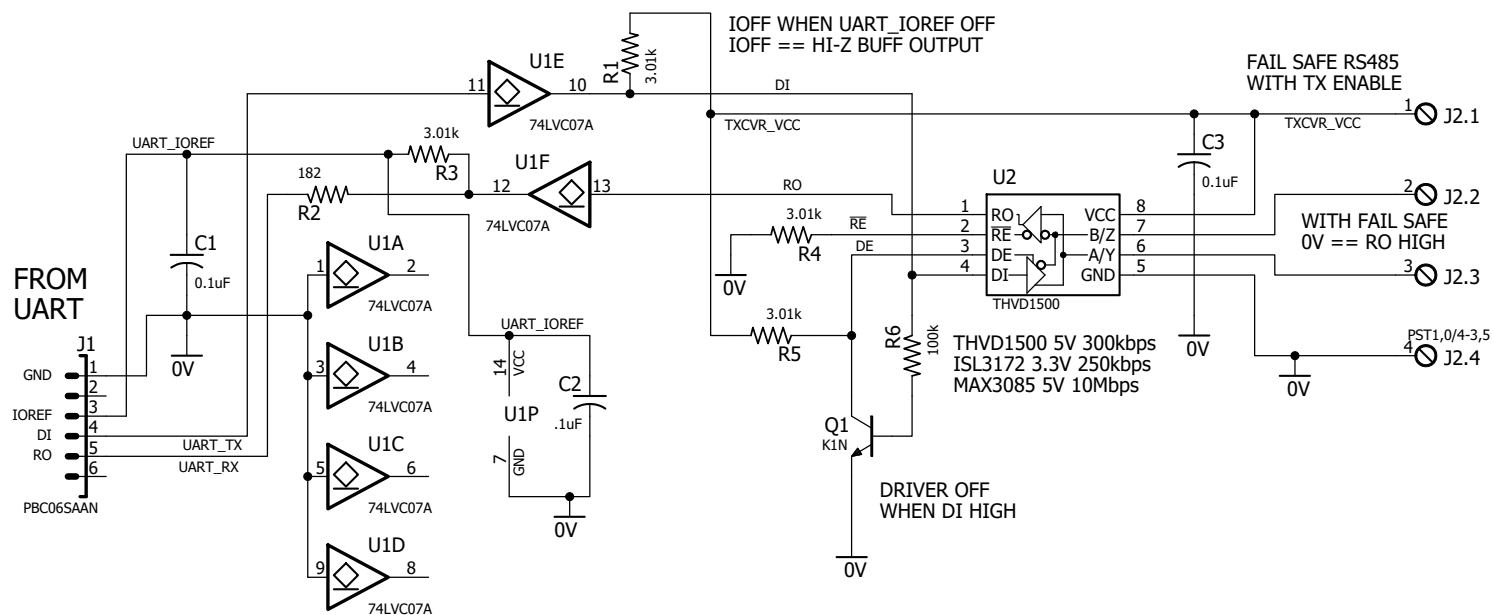 IOFF WHEN UART_IOREF OFF
IOFF == HI-Z BUFF OUTPUT
FAIL SAFE RS485
WITH TX ENABLE
U1E
11
10
74LVC07A
R1
3.01k
DI
TXCVR_VCC
TXCVR_VCC
1
J2.1
C3
0.1uF
0V
UART_IOREF
3.01k
R3
182
R2
U1F
12
13
74LVC07A
RO
U2
1
RO
2
RE
3
DE
4
DI
VCC
8
B/Z
7
A/Y
6
GND
5
THVD1500
2
J2.2
WITH FAIL SAFE
0V == RO HIGH
3
J2.3
3.01k
R4
RE
DE
0V
C1
0.1uF
0V
FROM
UART
J1
GND
1
2
IOREF
3
DI
4
RO
5
6
PBC06SAAN
UART_TX
UART_RX
U1A
1
2
74LVC07A
U1B
3
4
74LVC07A
U1C
5
6
74LVC07A
U1D
9
8
74LVC07A
UART_IOREF
14
VCC
U1P
7
GND
C2
.1uF
0V
3.01k
R5
R6
100k
THVD1500 5V 300kbps
ISL3172 3.3V 250kbps
MAX3085 5V 10Mbps
Q1
K1N
DRIVER OFF
WHEN DI HIGH
0V
PST1,0/4-3,5
4
J2.4
0V